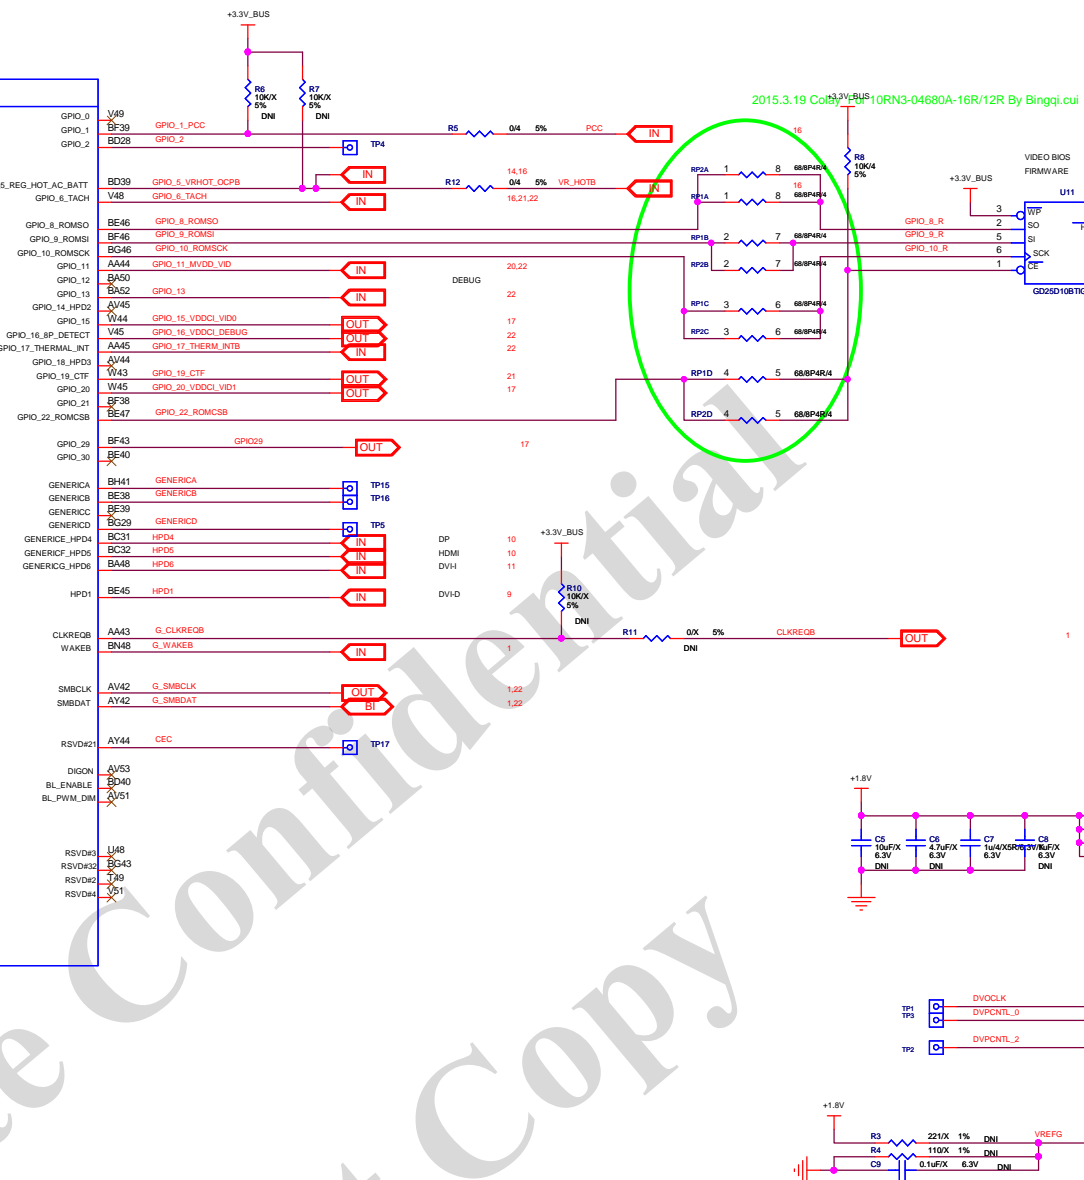 +3.3V_BUS
R6
10K/X
5%
DNI
R7
10K/X
5%
DNI
2015.3.19 Colay For 10RN3-04680A-16R/12R By Bingqi.cui
+3.3V_BUS
GPIO_0 V49
GPIO_1 BF39 GPIO_1_PCC R5 0/4 5% PCC IN 16
GPIO_2 BD28 GPIO_2 TP4
R8
10K/4
5%
VIDEO BIOS
FIRMWARE
IN 14,16
5_REG_HOT_AC_BATT BD39 GPIO_5_VRHOT_OCPB R12 0/4 5% VR_HOTB IN 16
GPIO_6_TACH V48 GPIO_6_TACH IN 16,21,22
RP2A 1 8 68/8P4R/4
RP1A 1 8 68/8P4R/4
+3.3V_BUS
U11
3 WP
GPIO_8_ROMSO BE46 GPIO_8_ROMSO GPIO_8_R 2 SO
GPIO_9_ROMSI BF46 GPIO_9_ROMSI RP1B 2 7 68/8P4R/4 GPIO_9_R 5 SI
GPIO_10_ROMSCK BG46 GPIO_10_ROMSCK GPIO_10_R 6 SCK
GPIO_11 AA44 GPIO_11_MVDD_VID IN 20,22 RP2B 2 7 68/8P4R/4 1 CE
GPIO_12 BA50 DEBUG
GPIO_13 BA52 GPIO_13 IN 22
GD25D10BTIG
GPIO_14_HPD2 AV45 RP1C 3 6 68/8P4R/4
GPIO_15 W44 GPIO_15_VDDCI_VID0 OUT 17
GPIO_16_8P_DETECT V45 GPIO_16_VDDCI_DEBUG OUT 22 RP2C 3 6 68/8P4R/4
GPIO_17_THERMAL_INT AA45 GPIO_17_THERM_INTB IN 22
GPIO_18_HPD3 AV44
GPIO_19_CTF W43 GPIO_19_CTF OUT 21 RP1D 4 5 68/8P4R/4
GPIO_20 W45 GPIO_20_VDDCI_VID1 OUT 17
GPIO_21 BF38
GPIO_22_ROMCSB BE47 GPIO_22_ROMCSB RP2D 4 5 68/8P4R/4
GPIO_29 BF43 GPIO29 OUT 17
GPIO_30 BE40
GENERICA BH41 GENERICA TP15
GENERICB BE38 GENERICB TP16
GENERICC BE39
GENERICD BG29 GENERICD TP5
GENERICE_HPD4 BC31 HPD4 IN DP 10
GENERICF_HPD5 BC32 HPD5 IN HDMI 10
GENERICG_HPD6 BA48 HPD6 IN DVI-I 11
HPD1 BE45 HPD1 IN DVI-D 9
+3.3V_BUS
R10
10K/X
5%
DNI
CLKREQB AA43 G_CLKREQB R11 0/X 5% DNI CLKREQB OUT 1
WAKEB BN48 G_WAKEB IN 1
SMBCLK AV42 G_SMBCLK OUT 1,22
SMBDAT AY42 G_SMBDAT BI 1,22
RSVD#21 AY44 CEC TP17
DIGON AV53
BL_ENABLE BD40
BL_PWM_DIM AV51
+1.8V
C5
10uF/X
6.3V
DNI
C6
4.7uF/X
6.3V
DNI
C7
1u/4/X5R/6.3V/K
6.3V
C8
6.3V
DNI
RSVD#3 U48
RSVD#32 BG43
RSVD#2 T49
RSVD#4 V51
Confidential
Copy
TP1 DVOCLK
TP3 DVPCNTL_0
TP2 DVPCNTL_2
+1.8V
R3 221/X 1% DNI VREFG
R4 110/X 1% DNI
C9 0.1uF/X 6.3V DNI